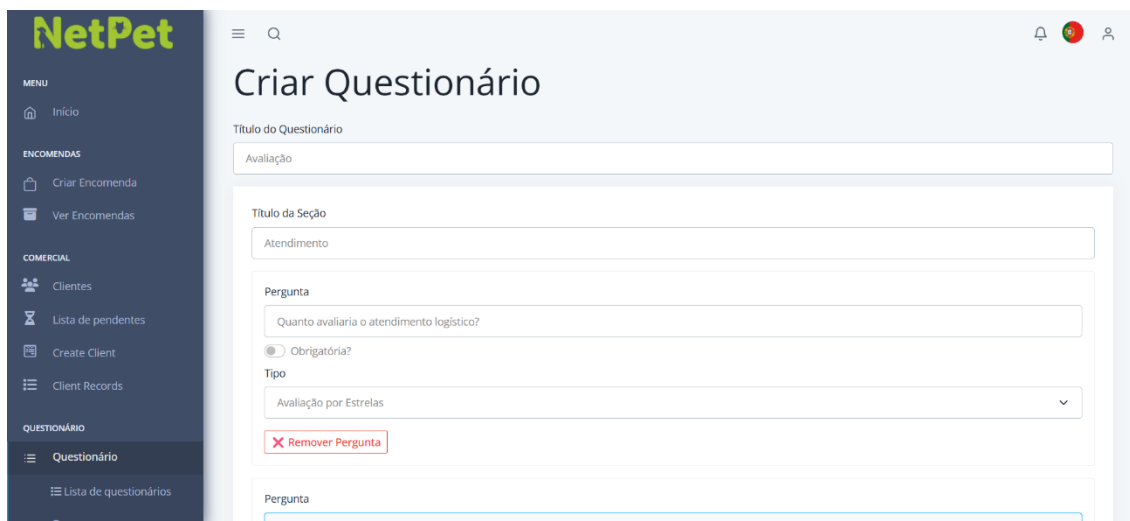 NetPet
MENU
Início
ENCOMENDAS
Criar Encomenda
Ver Encomendas
COMERCIAL
Clientes
Lista de pendentes
Create Client
Client Records
QUESTIONÁRIO
Questionário
Lista de questionários
Criar Questionário
Título do Questionário
Avaliação
Título da Seção
Atendimento
Pergunta
Quanto avaliaria o atendimento logístico?
Obrigatória?
Tipo
Avaliação por Estrelas
Remover Pergunta
Pergunta